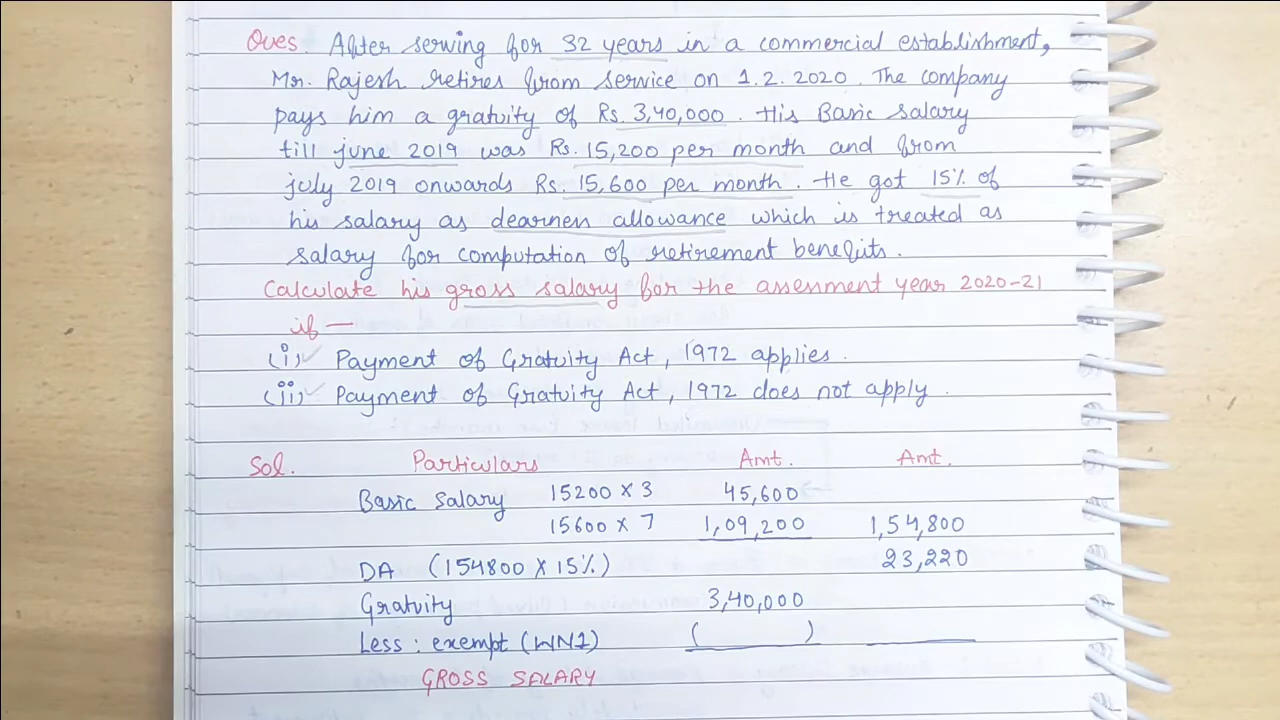 Ques. After serving for 32 years in a commercial establishment,
Mr. Rajesh retires from service on 1.2.2020. The company
pays him a gratuity of Rs. 3,40,000. His Basic salary
till june 2019 was Rs. 15,200 per month and from
july 2019 onwards Rs. 15,600 per month. He got 15% of
his salary as dearness allowance which is treated as
salary for computation of retirement benefits.
Calculate his gross salary for the assessment year 2020-21
if —
(i) Payment of Gratuity Act, 1972 applies.
(ii) Payment of Gratuity Act, 1972 does not apply.
Sol. Particulars Amt. Amt.
Basic Salary 15200 x 3 45,600
15600 x 7 1,09,200 1,54,800
DA (154800 x 15%) 23,220
Gratuity 3,40,000
Less: exempt (WN1) ( )
GROSS SALARY